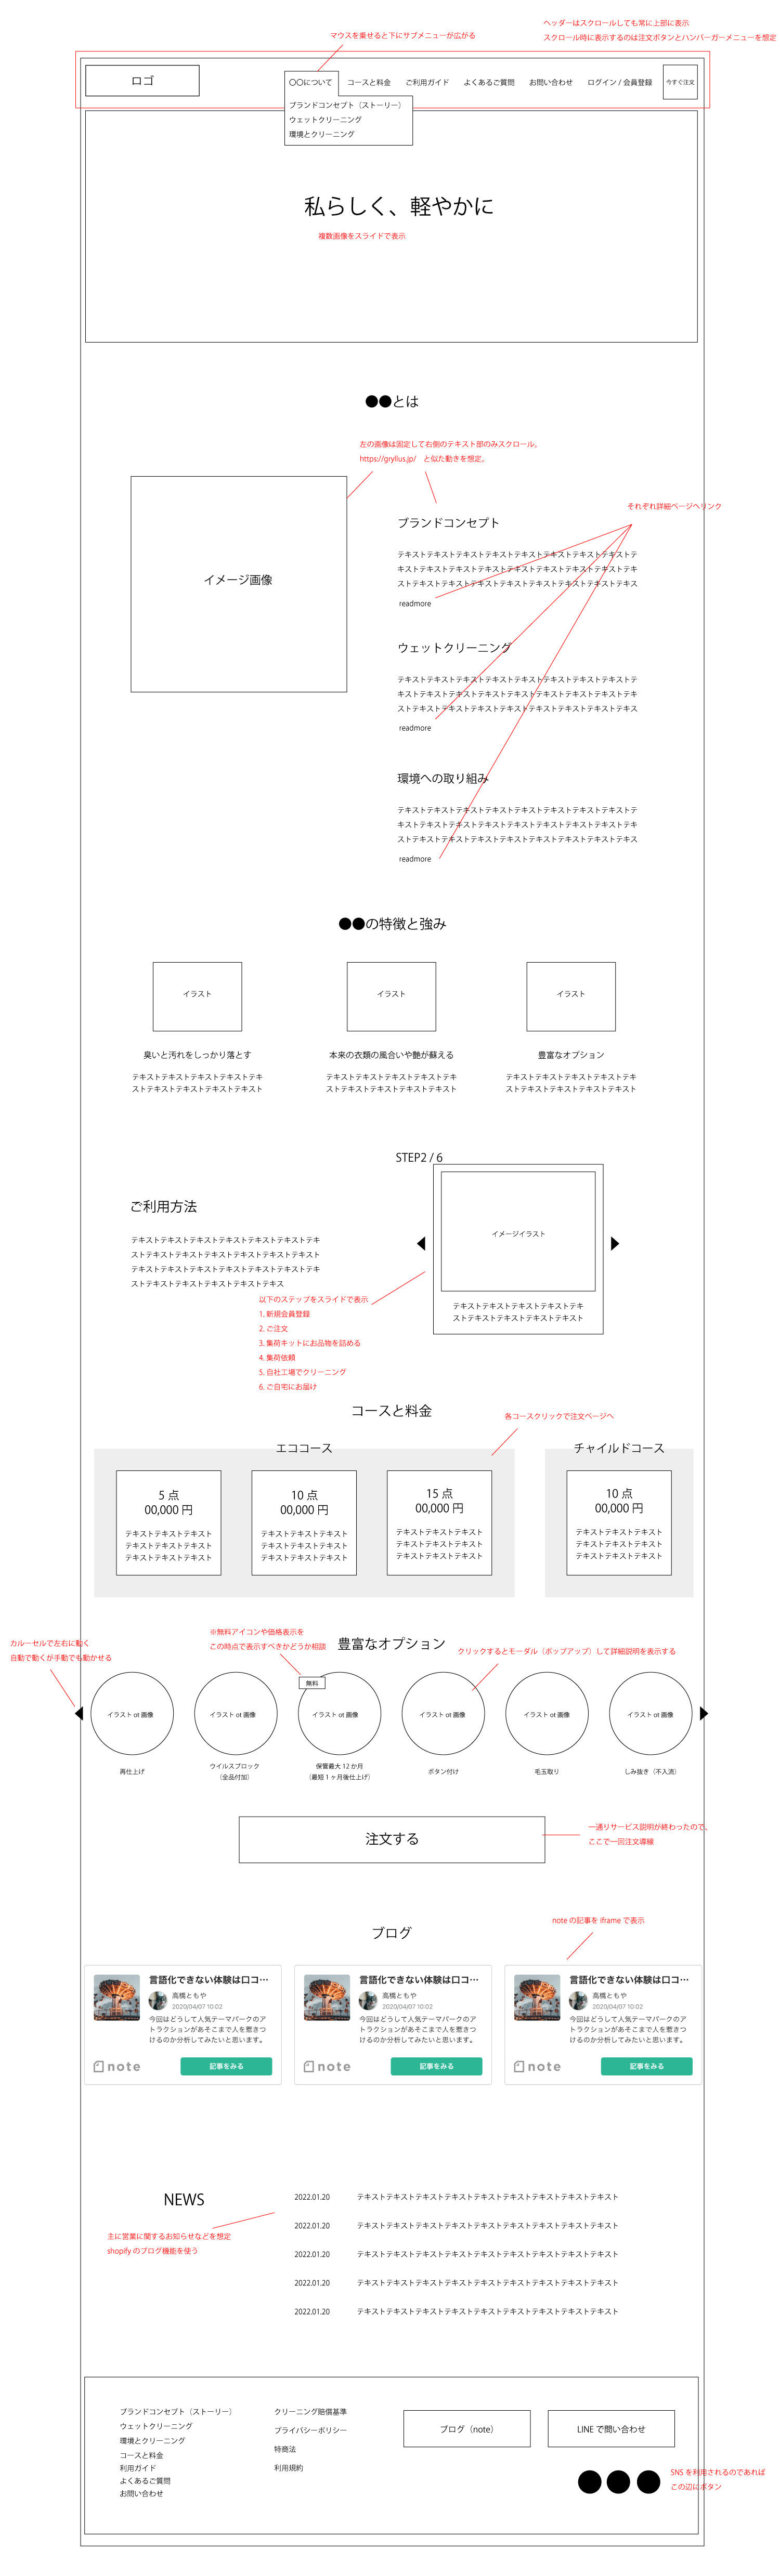 ヘッダーはスクロールしても常に上部に表示
マウスを乗せると下にサブメニューが広がる
スクロール時に表示するのは注文ボタンとハンバーガーメニューを想定
ロゴ
〇〇について
コースと料金
ご利用ガイド
よくあるご質問
お問い合わせ
ログイン / 会員登録
今すぐ注文
ブランドコンセプト（ストーリー）
ウェットクリーニング
環境とクリーニング
私らしく、軽やかに
複数画像をスライドで表示
●●とは
左の画像は固定して右側のテキスト部のみスクロール。
https://gryllus.jp/　と似た動きを想定。
それぞれ詳細ページへリンク
イメージ画像
ブランドコンセプト
テキストテキストテキストテキストテキストテキストテキストテキストテ
キストテキストテキストテキストテキストテキストテキストテキストテキ
ストテキストテキストテキストテキストテキストテキストテキストテキス
readmore
ウェットクリーニング
テキストテキストテキストテキストテキストテキストテキストテキストテ
キストテキストテキストテキストテキストテキストテキストテキストテキ
ストテキストテキストテキストテキストテキストテキストテキストテキス
readmore
環境への取り組み
テキストテキストテキストテキストテキストテキストテキストテキストテ
キストテキストテキストテキストテキストテキストテキストテキストテキ
ストテキストテキストテキストテキストテキストテキストテキストテキス
readmore
●●の特徴と強み
イラスト
イラスト
イラスト
臭いと汚れをしっかり落とす
本来の衣類の風合いや艶が蘇える
豊富なオプション
テキストテキストテキストテキストテキ
ストテキストテキストテキストテキスト
テキストテキストテキストテキストテキ
ストテキストテキストテキストテキスト
テキストテキストテキストテキストテキ
ストテキストテキストテキストテキスト
STEP2 / 6
ご利用方法
イメージイラスト
テキストテキストテキストテキストテキストテキストテキ
ストテキストテキストテキストテキストテキストテキスト
テキストテキストテキストテキストテキストテキストテキ
ストテキストテキストテキストテキストテキス
テキストテキストテキストテキストテキ
ストテキストテキストテキストテキスト
以下のステップをスライドで表示
1. 新規会員登録
2. ご注文
3. 集荷キットにお品物を詰める
4. 集荷依頼
5. 自社工場でクリーニング
6. ご自宅にお届け
コースと料金
各コースクリックで注文ページへ
エココース
チャイルドコース
5 点
00,000 円
テキストテキストテキスト
テキストテキストテキスト
テキストテキストテキスト
10 点
00,000 円
テキストテキストテキスト
テキストテキストテキスト
テキストテキストテキスト
15 点
00,000 円
テキストテキストテキスト
テキストテキストテキスト
テキストテキストテキスト
10 点
00,000 円
テキストテキストテキスト
テキストテキストテキスト
テキストテキストテキスト
※無料アイコンや価格表示を
この時点で表示すべきかどうか相談
豊富なオプション
カルーセルで左右に動く
自動で動くが手動でも動かせる
クリックするとモーダル（ポップアップ）して詳細説明を表示する
無料
イラスト ot 画像
イラスト ot 画像
イラスト ot 画像
イラスト ot 画像
イラスト ot 画像
イラスト ot 画像
再仕上げ
ウイルスブロック
（全品付加）
保管最大 12 か月
（最短 1 ヶ月後仕上げ）
ボタン付け
毛玉取り
しみ抜き（不入流）
注文する
一通りサービス説明が終わったので、
ここで一回注文導線
ブログ
note の記事を iframe で表示
言語化できない体験は口コ…
高橋ともや
2020/04/07 10:02
今回はどうして人気テーマパークのア
トラクションがあそこまで人を惹きつ
けるのか分析してみたいと思います。
note
記事をみる
言語化できない体験は口コ…
高橋ともや
2020/04/07 10:02
今回はどうして人気テーマパークのア
トラクションがあそこまで人を惹きつ
けるのか分析してみたいと思います。
note
記事をみる
言語化できない体験は口コ…
高橋ともや
2020/04/07 10:02
今回はどうして人気テーマパークのア
トラクションがあそこまで人を惹きつ
けるのか分析してみたいと思います。
note
記事をみる
NEWS
主に営業に関するお知らせなどを想定
shopify のブログ機能を使う
2022.01.20 テキストテキストテキストテキストテキストテキストテキストテキストテキスト
2022.01.20 テキストテキストテキストテキストテキストテキストテキストテキストテキスト
2022.01.20 テキストテキストテキストテキストテキストテキストテキストテキストテキスト
2022.01.20 テキストテキストテキストテキストテキストテキストテキストテキストテキスト
2022.01.20 テキストテキストテキストテキストテキストテキストテキストテキストテキスト
ブランドコンセプト（ストーリー）
ウェットクリーニング
環境とクリーニング
コースと料金
利用ガイド
よくあるご質問
お問い合わせ
クリーニング賠償基準
プライバシーポリシー
特商法
利用規約
ブログ（note）
LINE で問い合わせ
SNS を利用されるのであれば
この辺にボタン